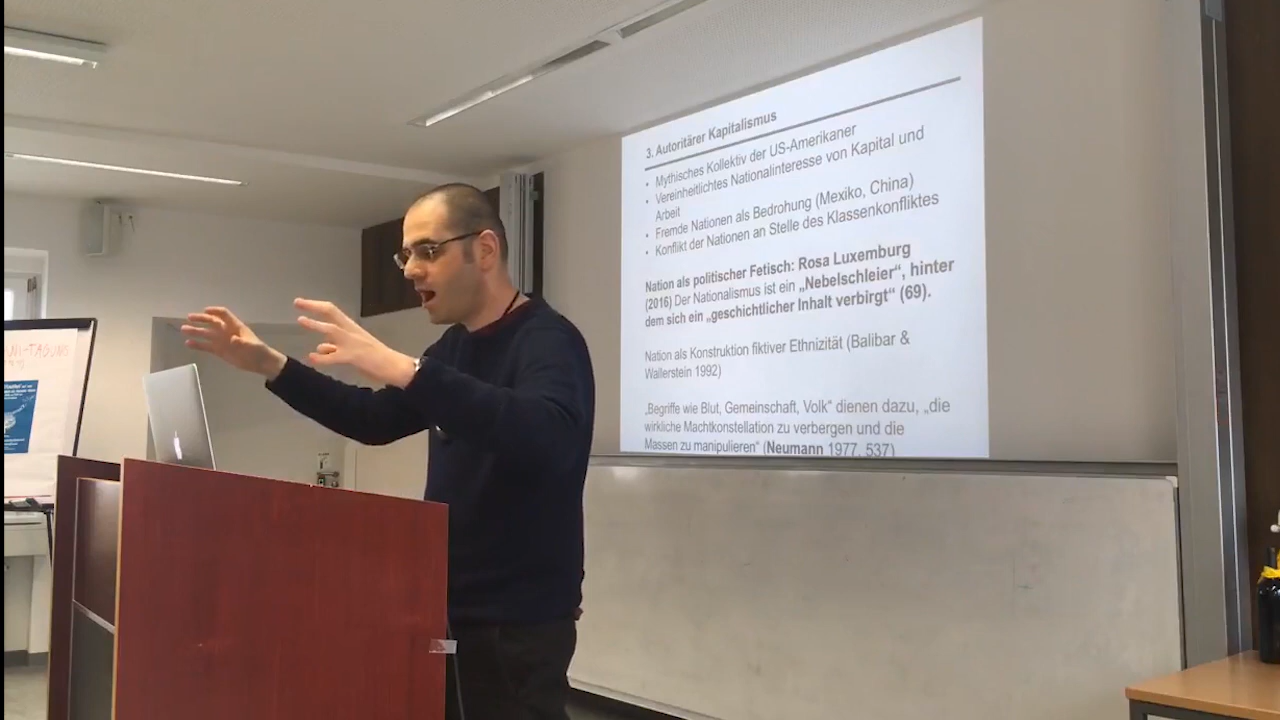 3. Autoritärer Kapitalismus
• Mythisches Kollektiv der US-Amerikaner
• Vereinheitlichtes Nationalinteresse von Kapital und
Arbeit
• Fremde Nationen als Bedrohung (Mexiko, China)
• Konflikt der Nationen an Stelle des Klassenkonfliktes
Nation als politischer Fetisch: Rosa Luxemburg
(2016) Der Nationalismus ist ein „Nebelschleier“, hinter
dem sich ein „geschichtlicher Inhalt verbirgt“ (69).
Nation als Konstruktion fiktiver Ethnizität (Balibar &
Wallerstein 1992)
„Begriffe wie Blut, Gemeinschaft, Volk“ dienen dazu, „die
wirkliche Machtkonstellation zu verbergen und die
Massen zu manipulieren“ (Neumann 1977, 537)